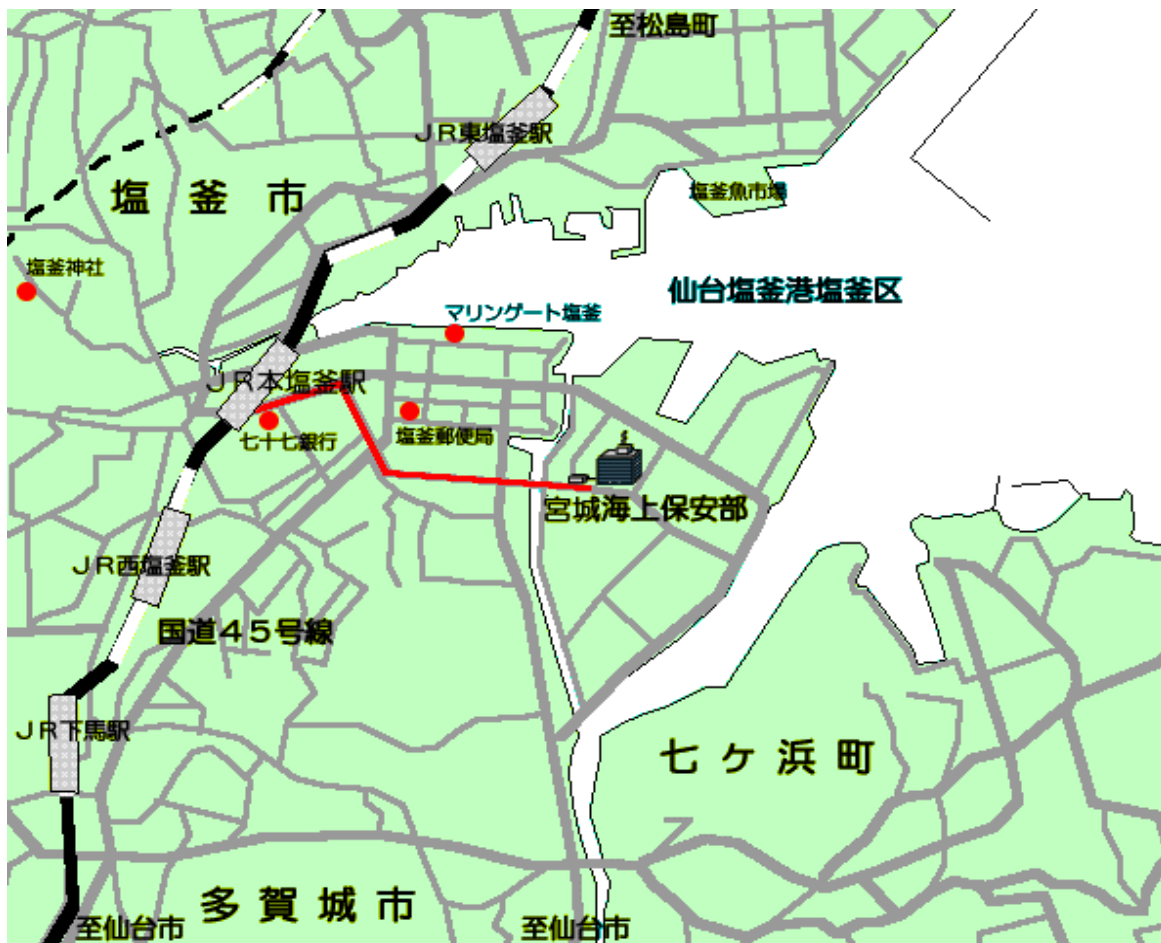 至松島町
ＪＲ東塩釜駅
塩釜市
塩釜魚市場
塩釜神社
仙台塩釜港塩釜区
マリンゲート塩釜
ＪＲ本塩釜駅
七十七銀行
塩釜郵便局
宮城海上保安部
ＪＲ西塩釜駅
国道４５号線
ＪＲ下馬駅
七ヶ浜町
多賀城市
至仙台市
至仙台市